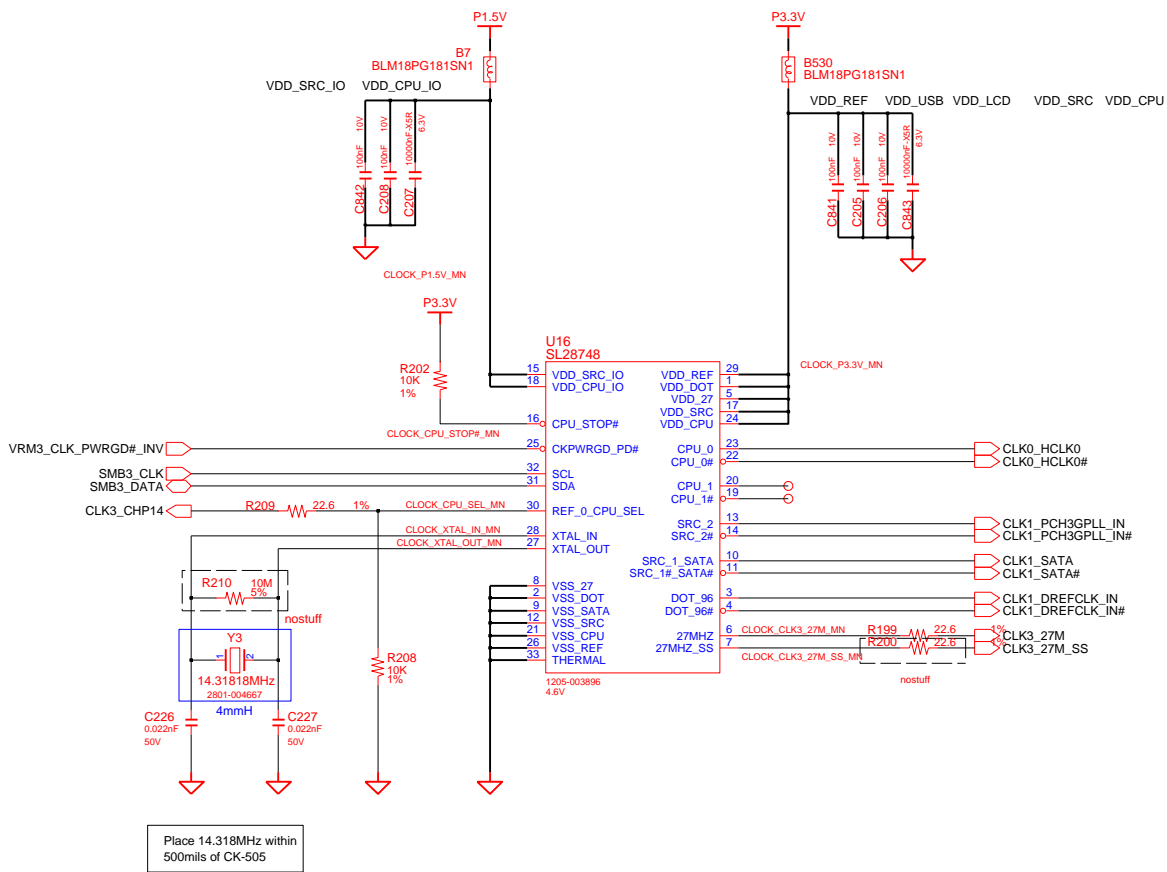 P1.5V
P3.3V
B7
BLM18PG181SN1
B530
BLM18PG181SN1
VDD_SRC_IO VDD_CPU_IO
VDD_REF VDD_USB VDD_LCD VDD_SRC VDD_CPU
10V
100nF
C842
10V
100nF
C208
6.3V
10000nF-X5R
C207
10V
100nF
C841
10V
100nF
C205
10V
100nF
C206
6.3V
10000nF-X5R
C843
CLOCK_P1.5V_MN
P3.3V
R202
10K
1%
U16
SL28748
CLOCK_P3.3V_MN
15 VDD_SRC_IO
18 VDD_CPU_IO
16 CPU_STOP#
CLOCK_CPU_STOP#_MN
VRM3_CLK_PWRGD#_INV 25 CKPWRGD_PD#
SMB3_CLK 32 SCL
SMB3_DATA 31 SDA
CLK3_CHP14 R209 22.6 1% CLOCK_CPU_SEL_MN 30 REF_0_CPU_SEL
CLOCK_XTAL_IN_MN 28 XTAL_IN
CLOCK_XTAL_OUT_MN 27 XTAL_OUT
8 VSS_27
2 VSS_DOT
9 VSS_SATA
12 VSS_SRC
21 VSS_CPU
26 VSS_REF
33 THERMAL
VDD_REF 29
VDD_DOT 1
VDD_27 5
VDD_SRC 17
VDD_CPU 24
CPU_0 23 CLK0_HCLK0
CPU_0# 22 CLK0_HCLK0#
CPU_1 20
CPU_1# 19
SRC_2 13 CLK1_PCH3GPLL_IN
SRC_2# 14 CLK1_PCH3GPLL_IN#
SRC_1_SATA 10 CLK1_SATA
SRC_1#_SATA# 11 CLK1_SATA#
DOT_96 3 CLK1_DREFCLK_IN
DOT_96# 4 CLK1_DREFCLK_IN#
27MHZ 6 CLOCK_CLK3_27M_MN R199 22.6 1% CLK3_27M
27MHZ_SS 7 CLOCK_CLK3_27M_SS_MN R200 22.6 1% CLK3_27M_SS
nostuff
1205-003896
4.6V
R210 10M
5%
nostuff
Y3
1 2
14.31818MHz
2801-004667
4mmH
R208
10K
1%
C226
0.022nF
50V
C227
0.022nF
50V
Place 14.318MHz within
500mils of CK-505